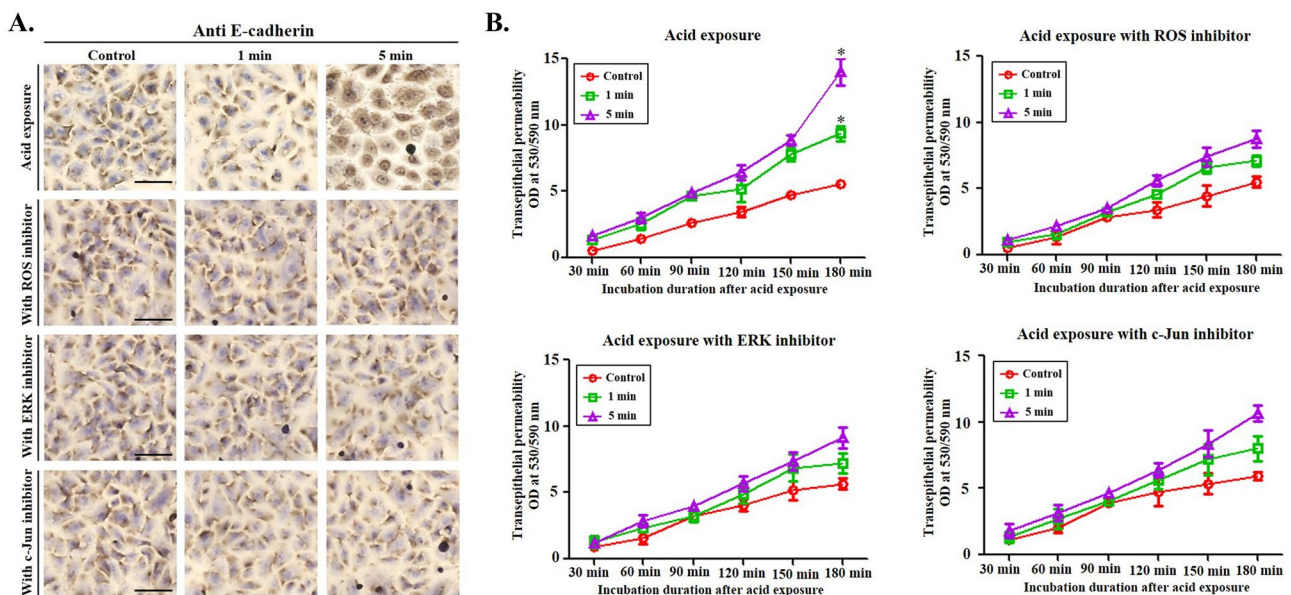 A.
Anti E-cadherin
Control 1 min 5 min
Acid exposure
With ROS inhibitor
With ERK inhibitor
With c-Jun inhibitor
B.
Acid exposure
Transepithelial permeability
OD at 530/590 nm
15
10
5
0
Control
1 min
5 min
*
*
30 min 60 min 90 min 120 min 150 min 180 min
Incubation duration after acid exposure
Acid exposure with ROS inhibitor
Transepithelial permeability
OD at 530/590 nm
15
10
5
0
Control
1 min
5 min
30 min 60 min 90 min 120 min 150 min 180 min
Incubation duration after acid exposure
Acid exposure with ERK inhibitor
Transepithelial permeability
OD at 530/590 nm
15
10
5
0
Control
1 min
5 min
30 min 60 min 90 min 120 min 150 min 180 min
Incubation duration after acid exposure
Acid exposure with c-Jun inhibitor
Transepithelial permeability
OD at 530/590 nm
15
10
5
0
Control
1 min
5 min
30 min 60 min 90 min 120 min 150 min 180 min
Incubation duration after acid exposure